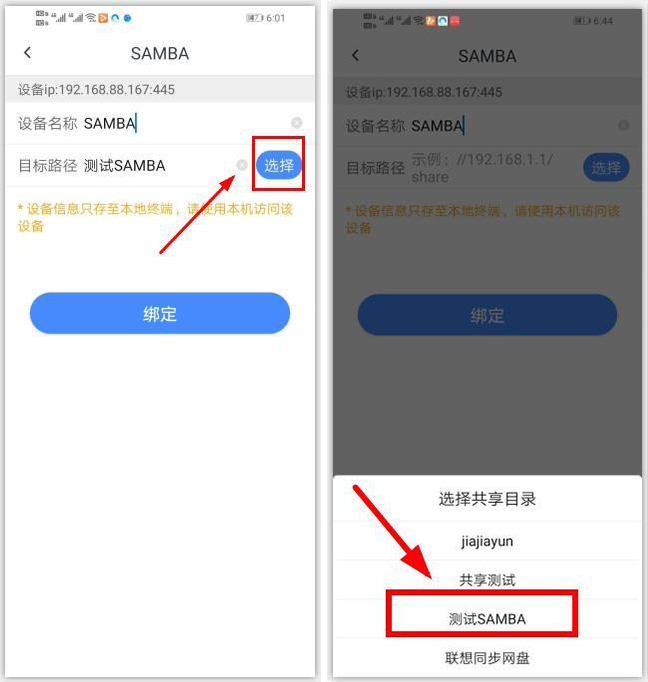 6:01
SAMBA
设备ip:192.168.88.167:445
设备名称 SAMBA
目标路径 测试SAMBA 选择
* 设备信息只存至本地终端，请使用本机访问该
设备
绑定
6:44
SAMBA
设备ip:192.168.88.167:445
设备名称 SAMBA
目标路径 示例：//192.168.1.1/
share 选择
* 设备信息只存至本地终端，请使用本机访问该
设备
绑定
选择共享目录
jiajiayun
共享测试
测试SAMBA
联想同步网盘